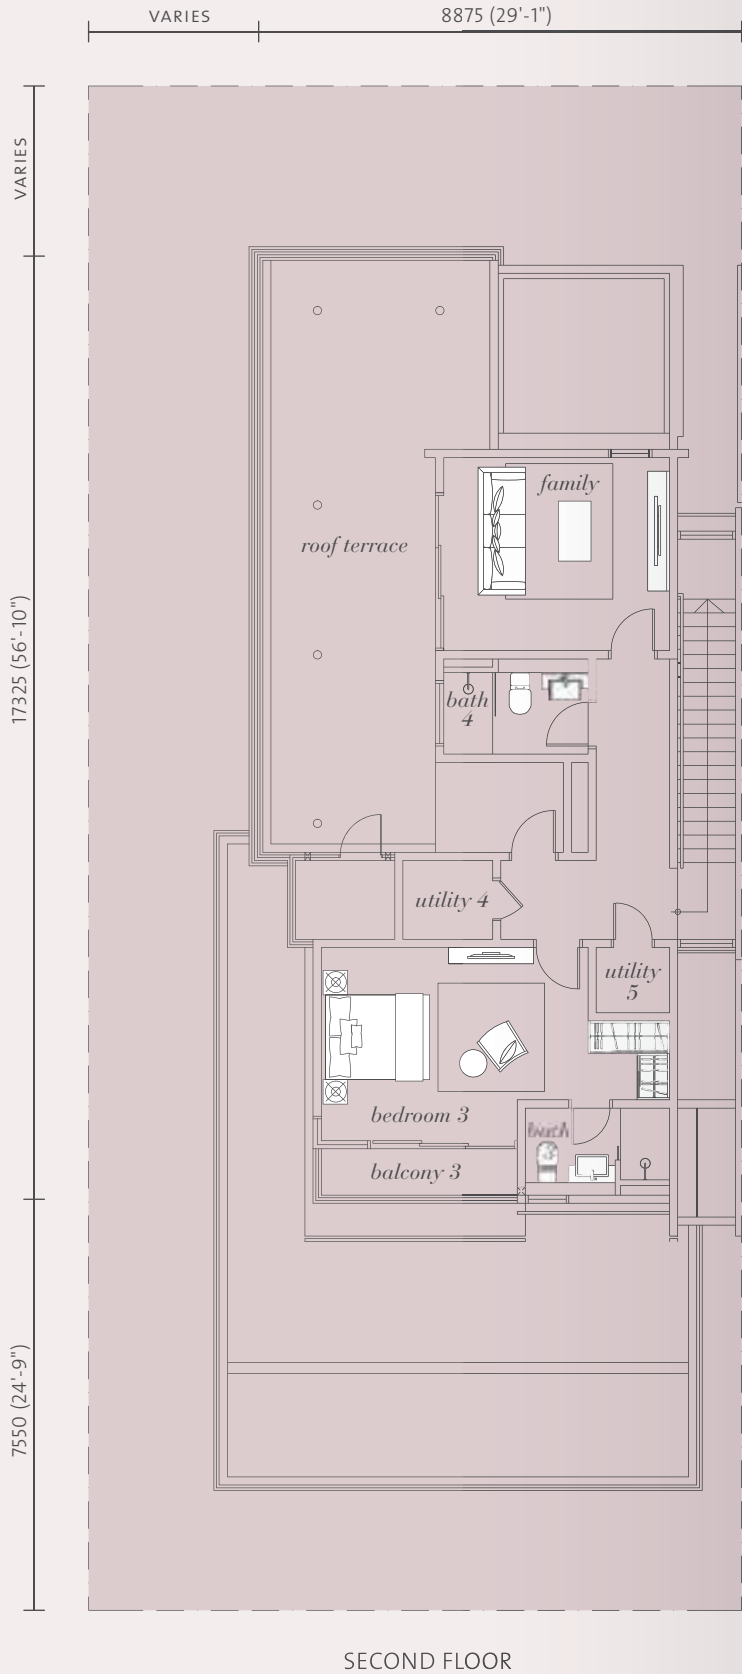 VARIES
8875 (29'-1")
VARIES
family
roof terrace
17325 (56'-10")
bath
4
utility 4
utility
5
bedroom 3
balcony 3
7550 (24'-9")
SECOND FLOOR